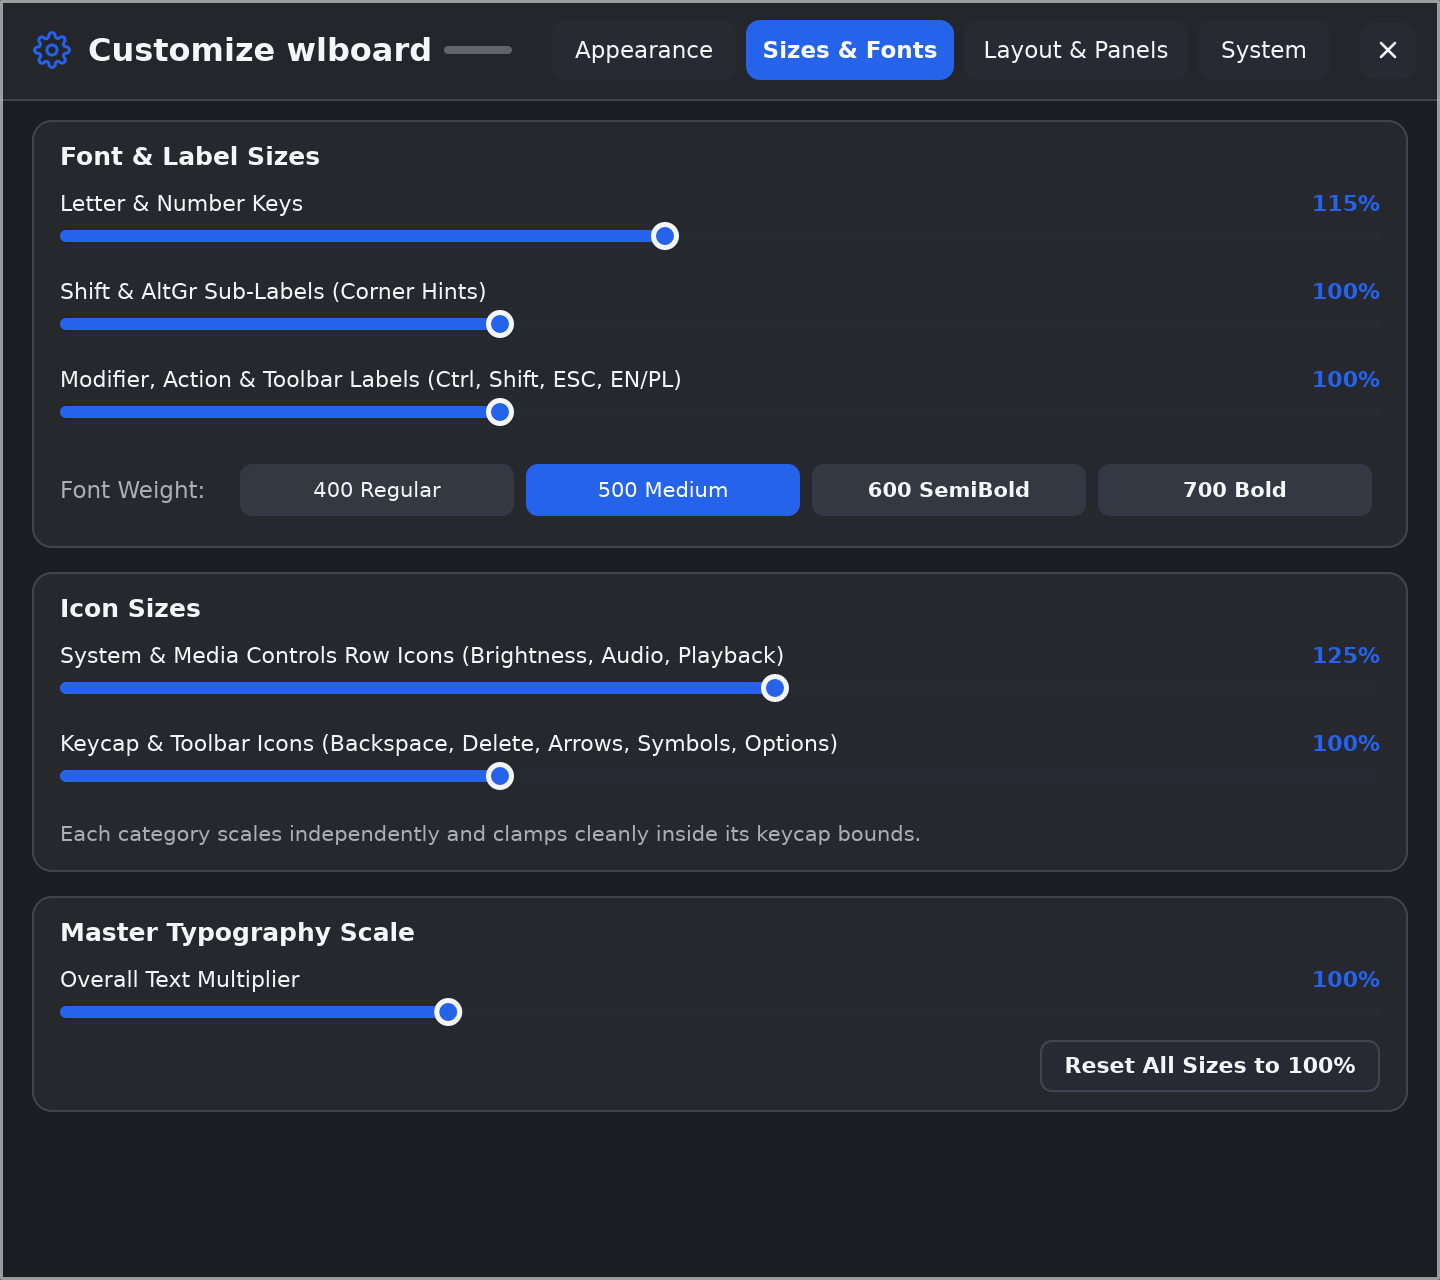 Customize wlboard
Appearance
Sizes & Fonts
Layout & Panels
System
Font & Label Sizes
Letter & Number Keys 115%
Shift & AltGr Sub-Labels (Corner Hints) 100%
Modifier, Action & Toolbar Labels (Ctrl, Shift, ESC, EN/PL) 100%
Font Weight: 400 Regular 500 Medium 600 SemiBold 700 Bold
Icon Sizes
System & Media Controls Row Icons (Brightness, Audio, Playback) 125%
Keycap & Toolbar Icons (Backspace, Delete, Arrows, Symbols, Options) 100%
Each category scales independently and clamps cleanly inside its keycap bounds.
Master Typography Scale
Overall Text Multiplier 100%
Reset All Sizes to 100%